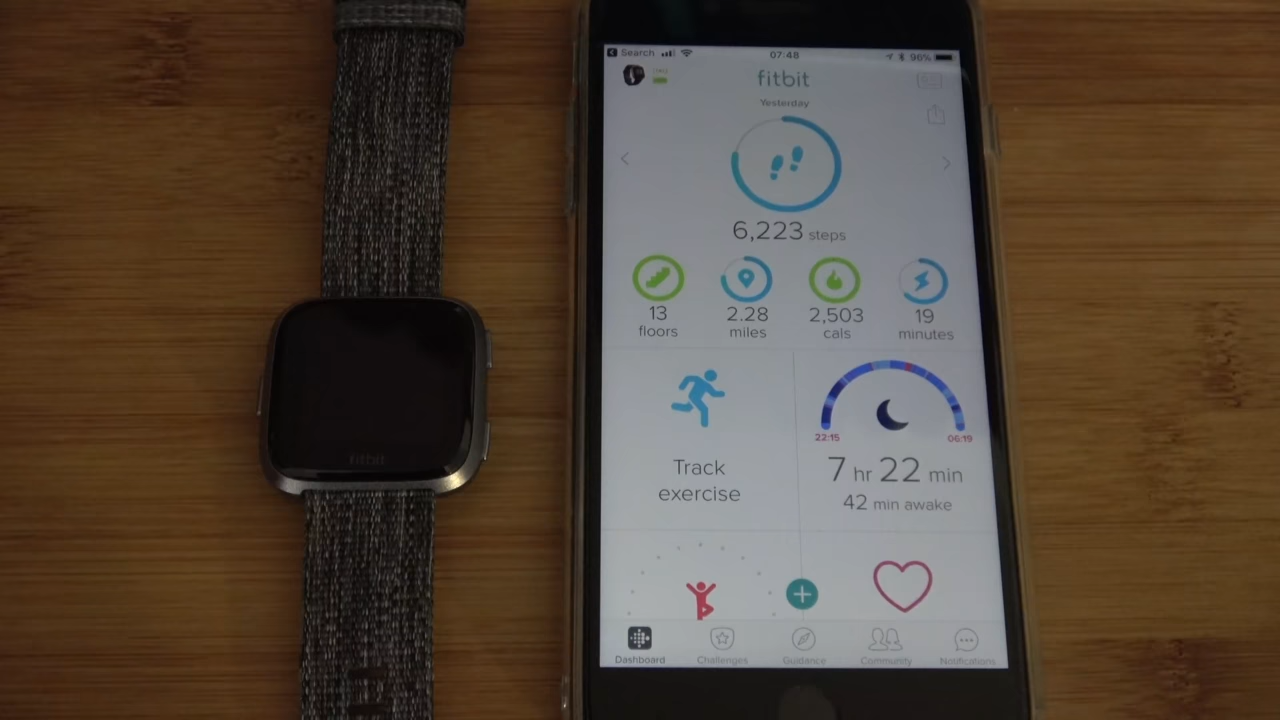 Search
07:48
96%
fitbit
Yesterday
6,223 steps
13
floors
2.28
miles
2,503
cals
19
minutes
Track
exercise
22:15
06:19
7 hr 22 min
42 min awake
Dashboard
Challenges
Guidance
Community
Notifications
fitbit